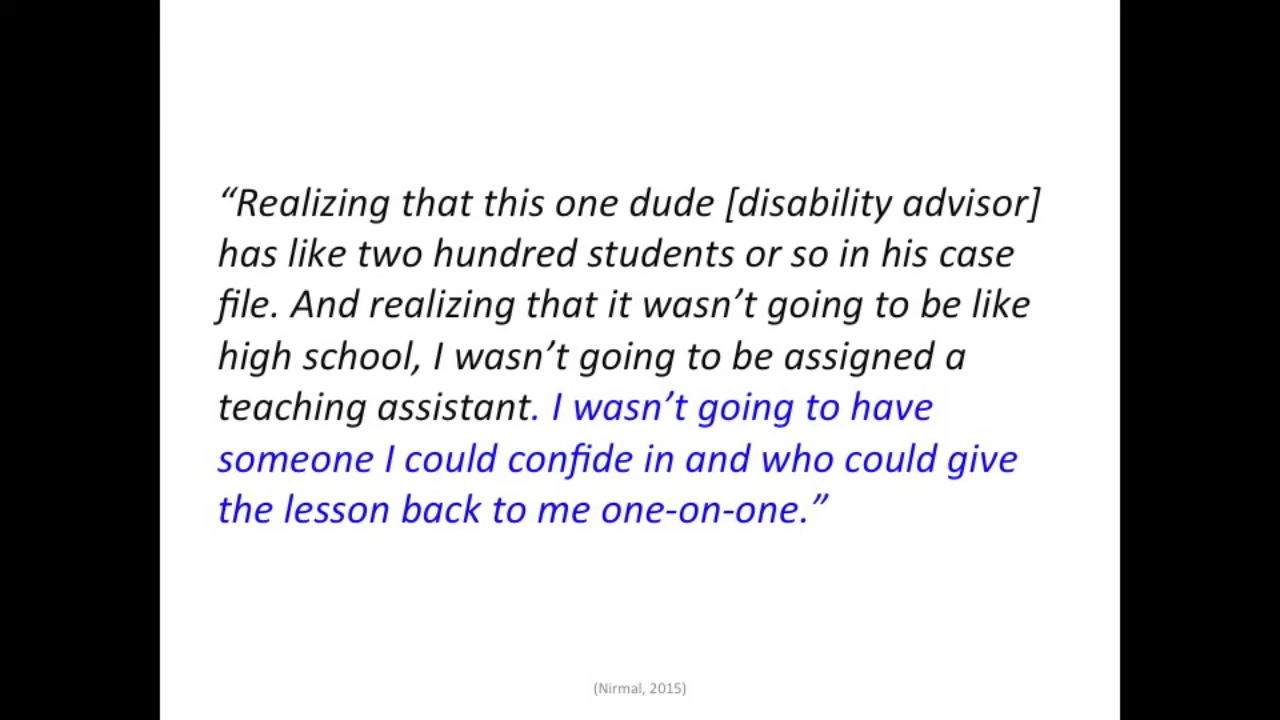 “Realizing that this one dude [disability advisor]
has like two hundred students or so in his case
file. And realizing that it wasn’t going to be like
high school, I wasn’t going to be assigned a
teaching assistant. I wasn’t going to have
someone I could confide in and who could give
the lesson back to me one-on-one.”
(Nirmal, 2015)